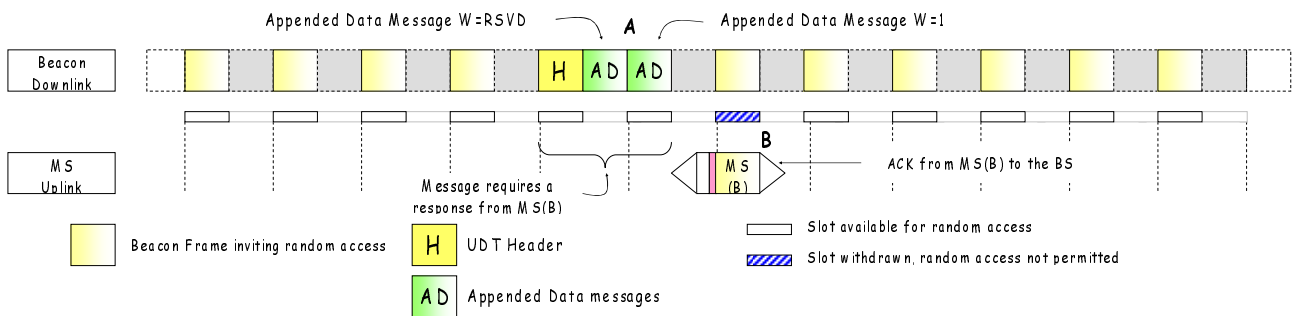 Appended Data Message W=RSVD
A
Appended Data Message W=1
Beacon
Downlink
H
AD
AD
B
MS
Uplink
MS
(B)
ACK from MS(B) to the BS
Message requires a
response from MS(B)
Beacon Frame inviting random access
H
UDT Header
Slot available for random access
Slot withdrawn, random access not permitted
AD
Appended Data messages